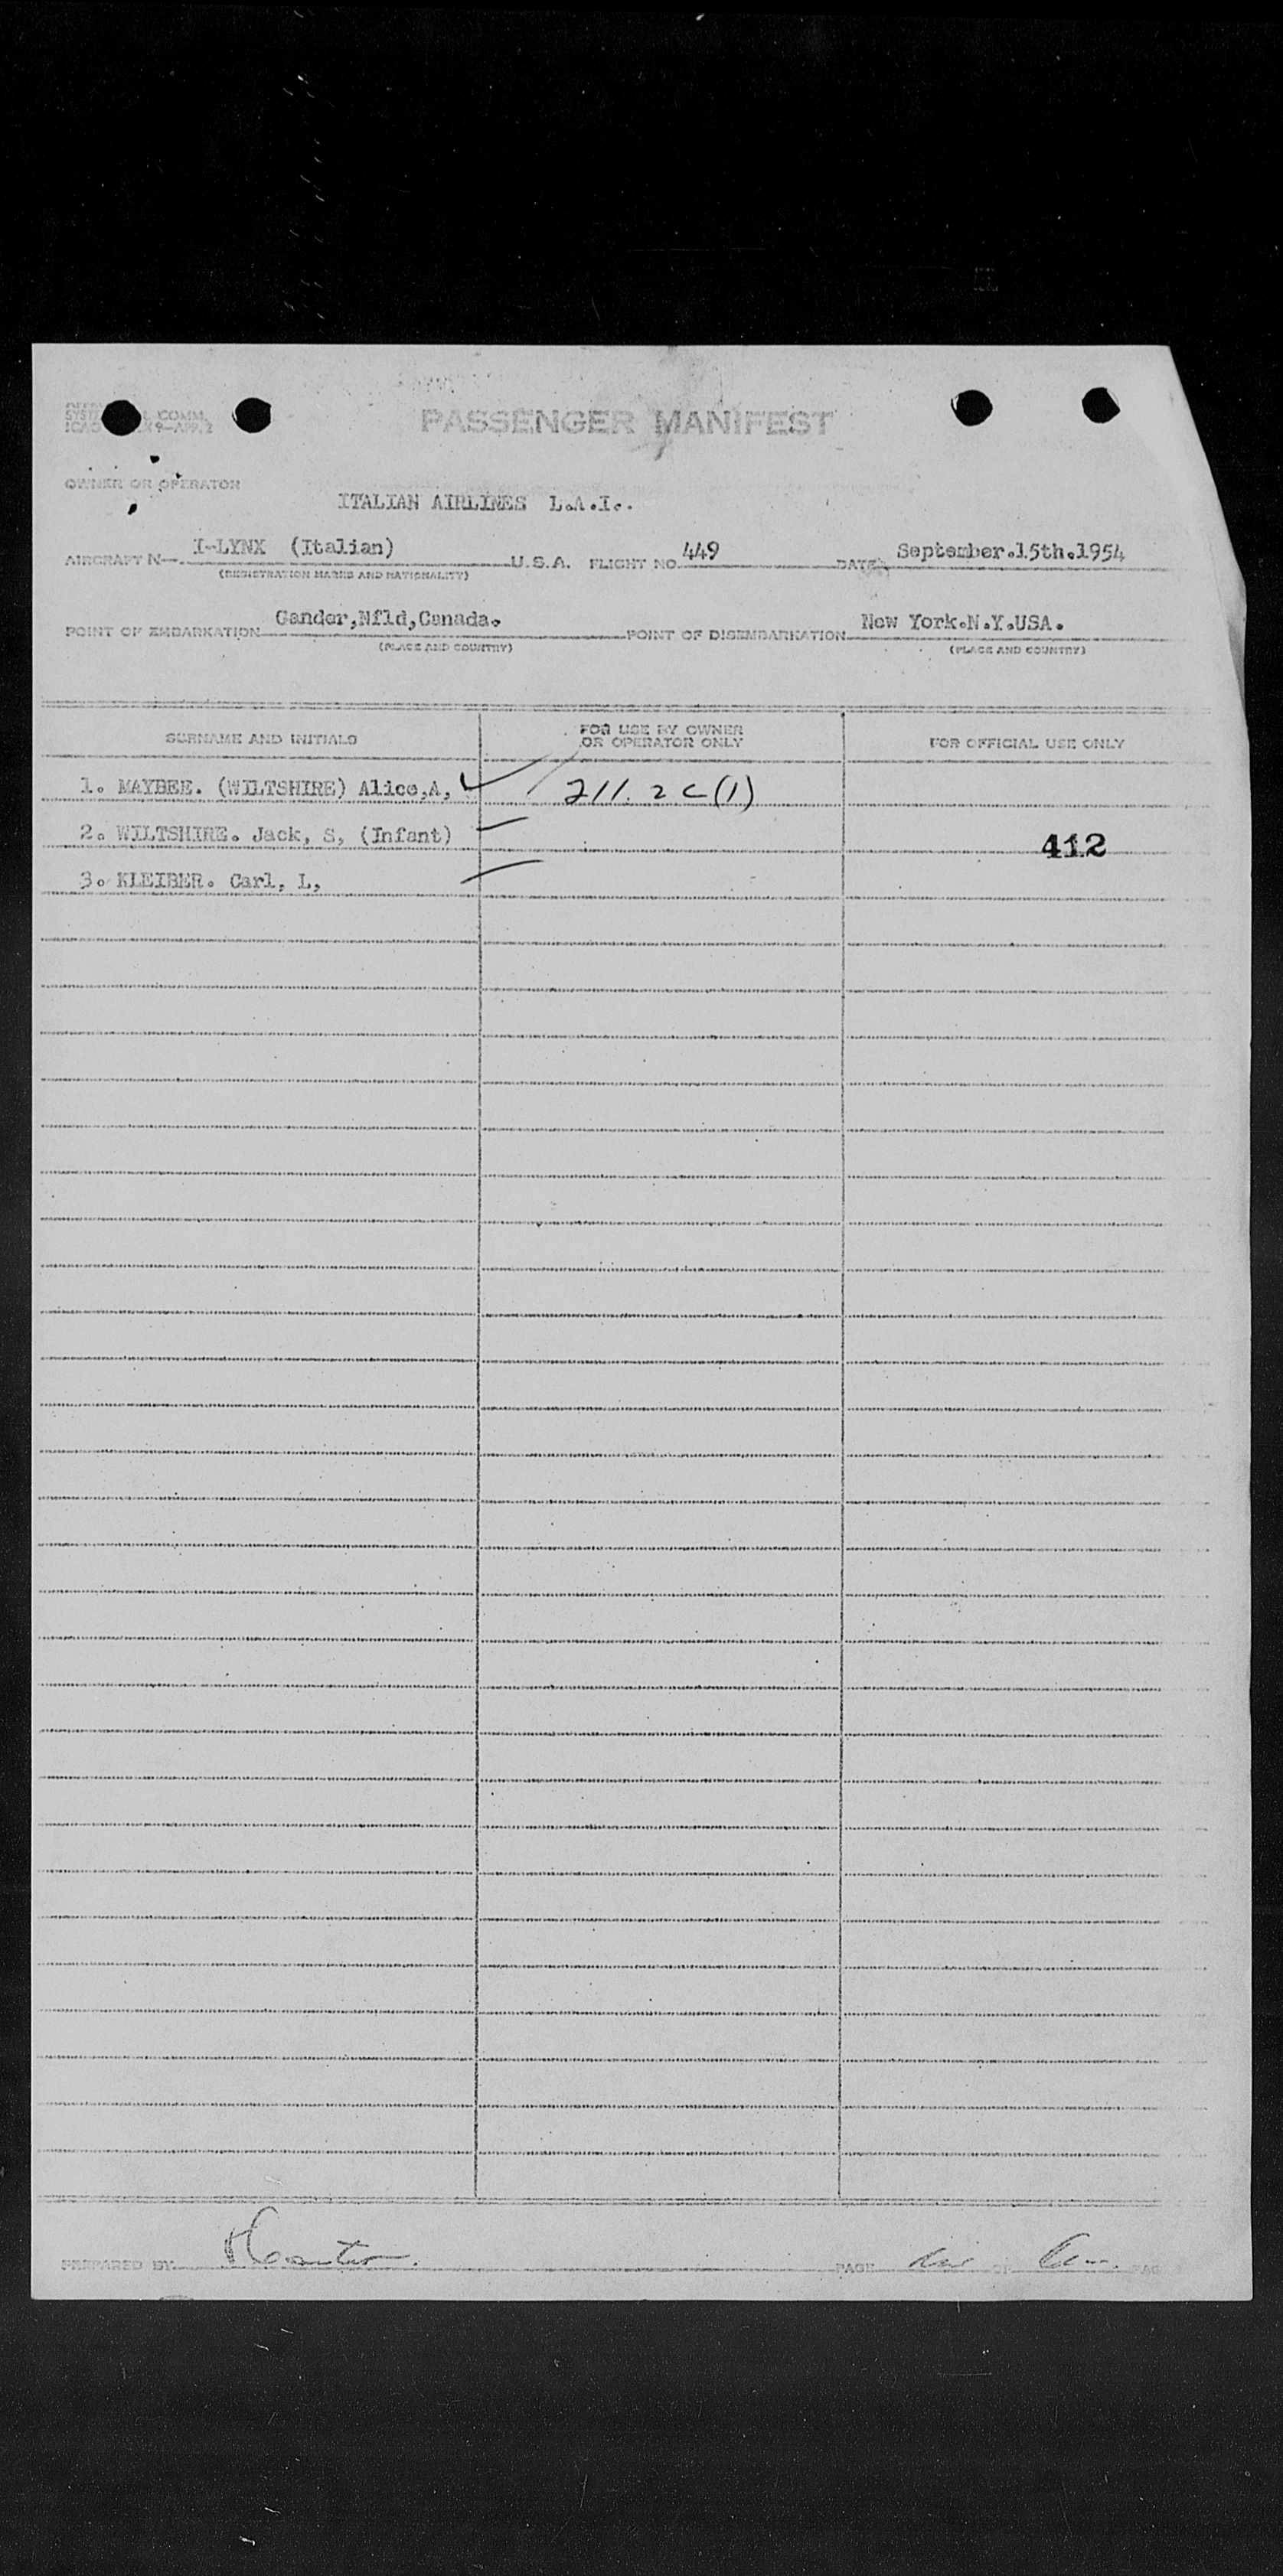 PASSENGER MANIFEST
COMM.
OWNER OR OPERATOR
ITALIAN AIRLINES L.A.I.
AIRCRAFT N— I-LYNX (Italian) U.S.A. FLIGHT NO. 449 DATE September.15th.1954
(REGISTRATION MARKS AND NATIONALITY)
POINT OF EMBARKATION Gander,Nfld,Canada. POINT OF DISEMBARKATION New York.N.Y.USA.
(PLACE AND COUNTRY) (PLACE AND COUNTRY)
SURNAME AND INITIALS FOR USE BY OWNER OR OPERATOR ONLY FOR OFFICIAL USE ONLY
1. MAYBEE. (WILTSHIRE) Alice,A, 211.2C(1)
2. WILTSHIRE. Jack, S, (Infant) 412
3. KLEIBER. Carl, L,
PREPARED BY PAGE OF